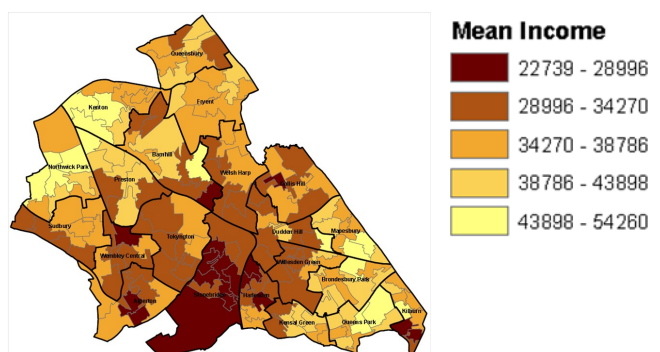 Queensbury
Kenton
Fryent
Northwick Park
Barnhill
Preston
Welsh Harp
Dollis Hill
Sudbury
Tokyngton
Dudden Hill
Mapesbury
Wembley Central
Willesden Green
Brondesbury Park
Alperton
Stonebridge
Harlesden
Kensal Green
Queens Park
Kilburn
Mean Income
22739 - 28996
28996 - 34270
34270 - 38786
38786 - 43898
43898 - 54260